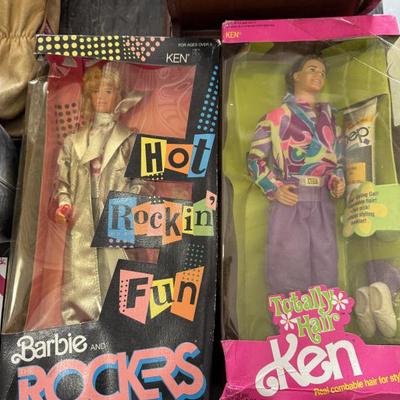 FOR AGES OVER 3
KEN
Hot
Rockin'
Fun
Barbie AND
ROCKERS
KEN
dep
Totally
Hair
Ken
Real combable hair for sty